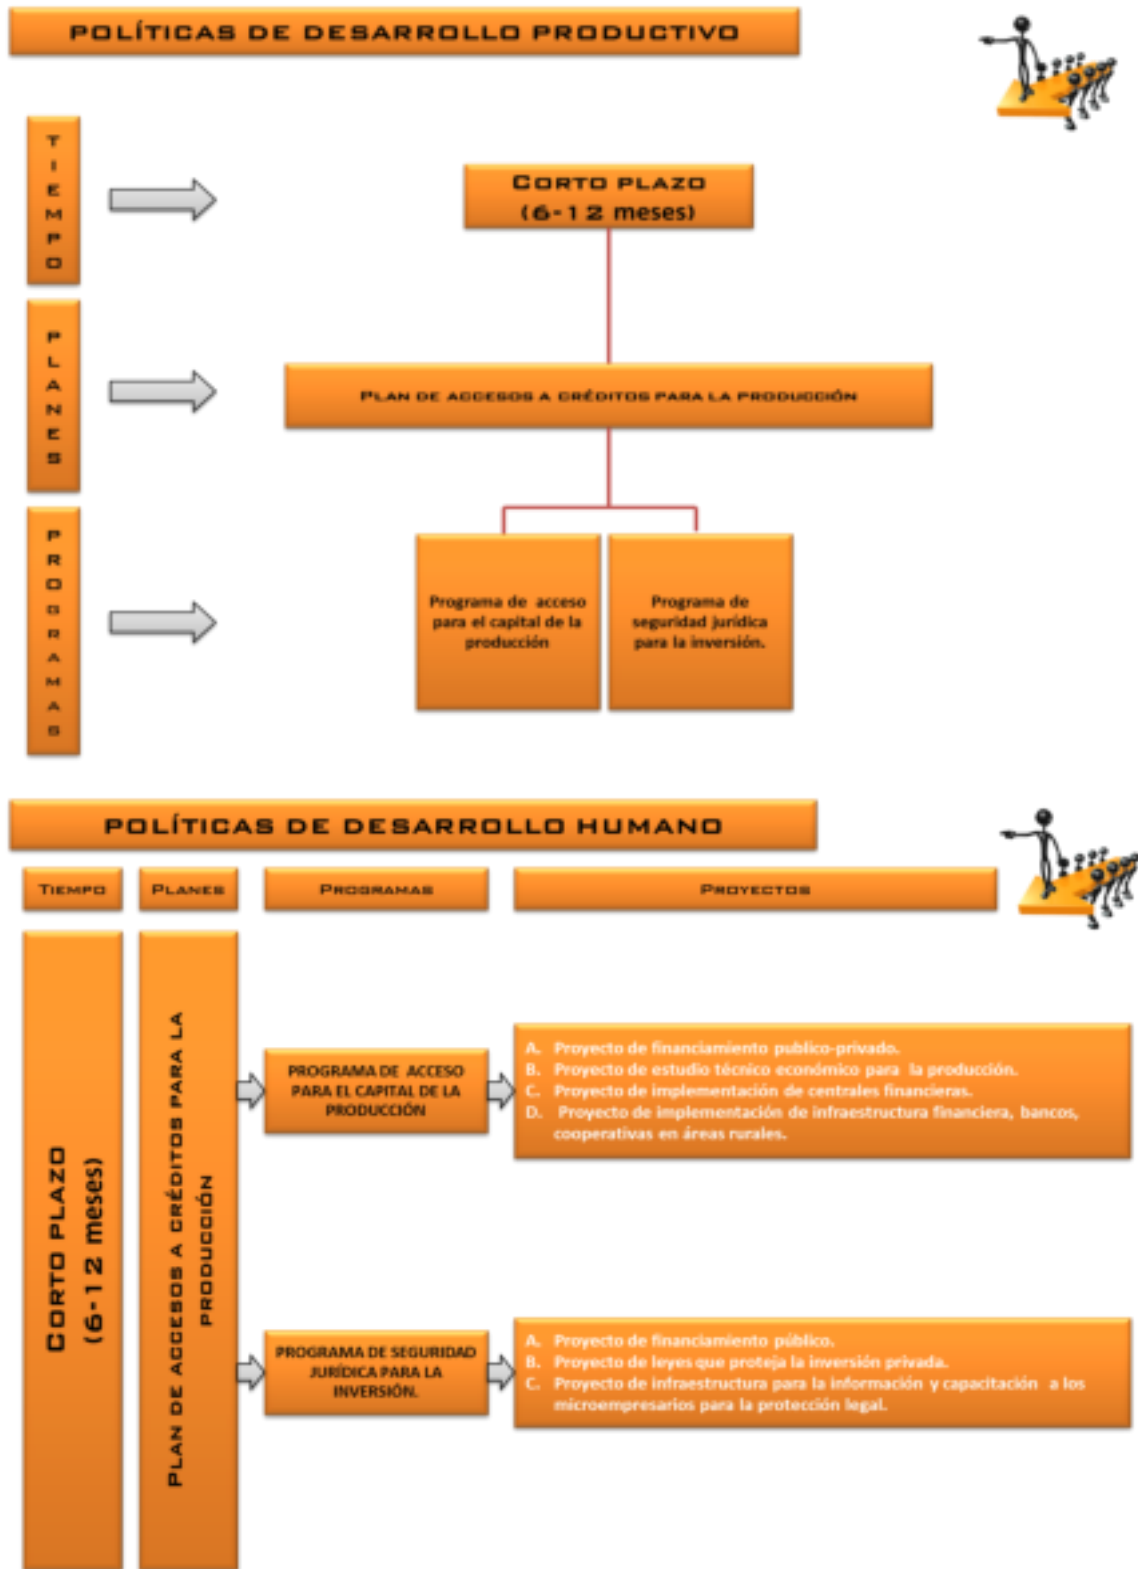 POLÍTICAS DE DESARROLLO PRODUCTIVO
TIEMPO
CORTO PLAZO
(6-12 meses)
PLANES
PLAN DE ACCESOS A CRÉDITOS PARA LA PRODUCCIÓN
PROGRAMAS
Programa de acceso
para el capital de la
producción
Programa de
seguridad jurídica
para la inversión.
POLÍTICAS DE DESARROLLO HUMANO
TIEMPO
PLANES
PROGRAMAS
PROYECTOS
CORTO PLAZO
(6-12 meses)
PLAN DE ACCESOS A CRÉDITOS PARA LA
PRODUCCIÓN
PROGRAMA DE ACCESO
PARA EL CAPITAL DE LA
PRODUCCIÓN
A. Proyecto de financiamiento publico-privado.
B. Proyecto de estudio técnico económico para la producción.
C. Proyecto de implementación de centrales financieras.
D. Proyecto de implementación de infraestructura financiera, bancos,
cooperativas en áreas rurales.
PROGRAMA DE SEGURIDAD
JURÍDICA PARA LA
INVERSIÓN.
A. Proyecto de financiamiento público.
B. Proyecto de leyes que proteja la inversión privada.
C. Proyecto de infraestructura para la información y capacitación a los
microempresarios para la protección legal.